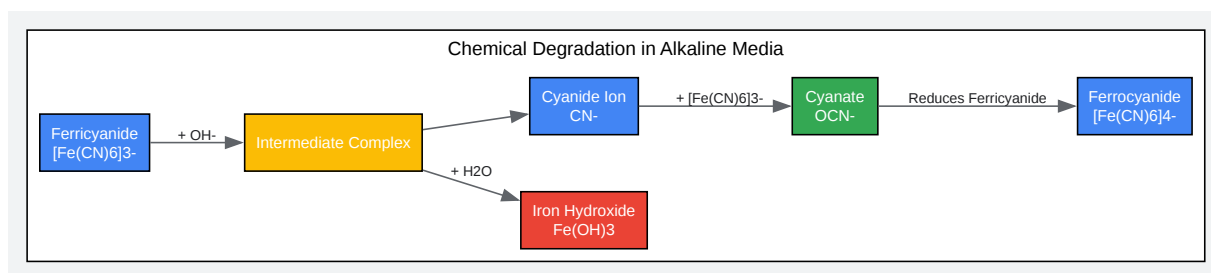 Chemical Degradation in Alkaline Media
Ferricyanide
[Fe(CN)6]3-
+ OH-
Intermediate Complex
Cyanide Ion
CN-
+ [Fe(CN)6]3-
Cyanate
OCN-
Reduces Ferricyanide
Ferrocyanide
[Fe(CN)6]4-
+ H2O
Iron Hydroxide
Fe(OH)3